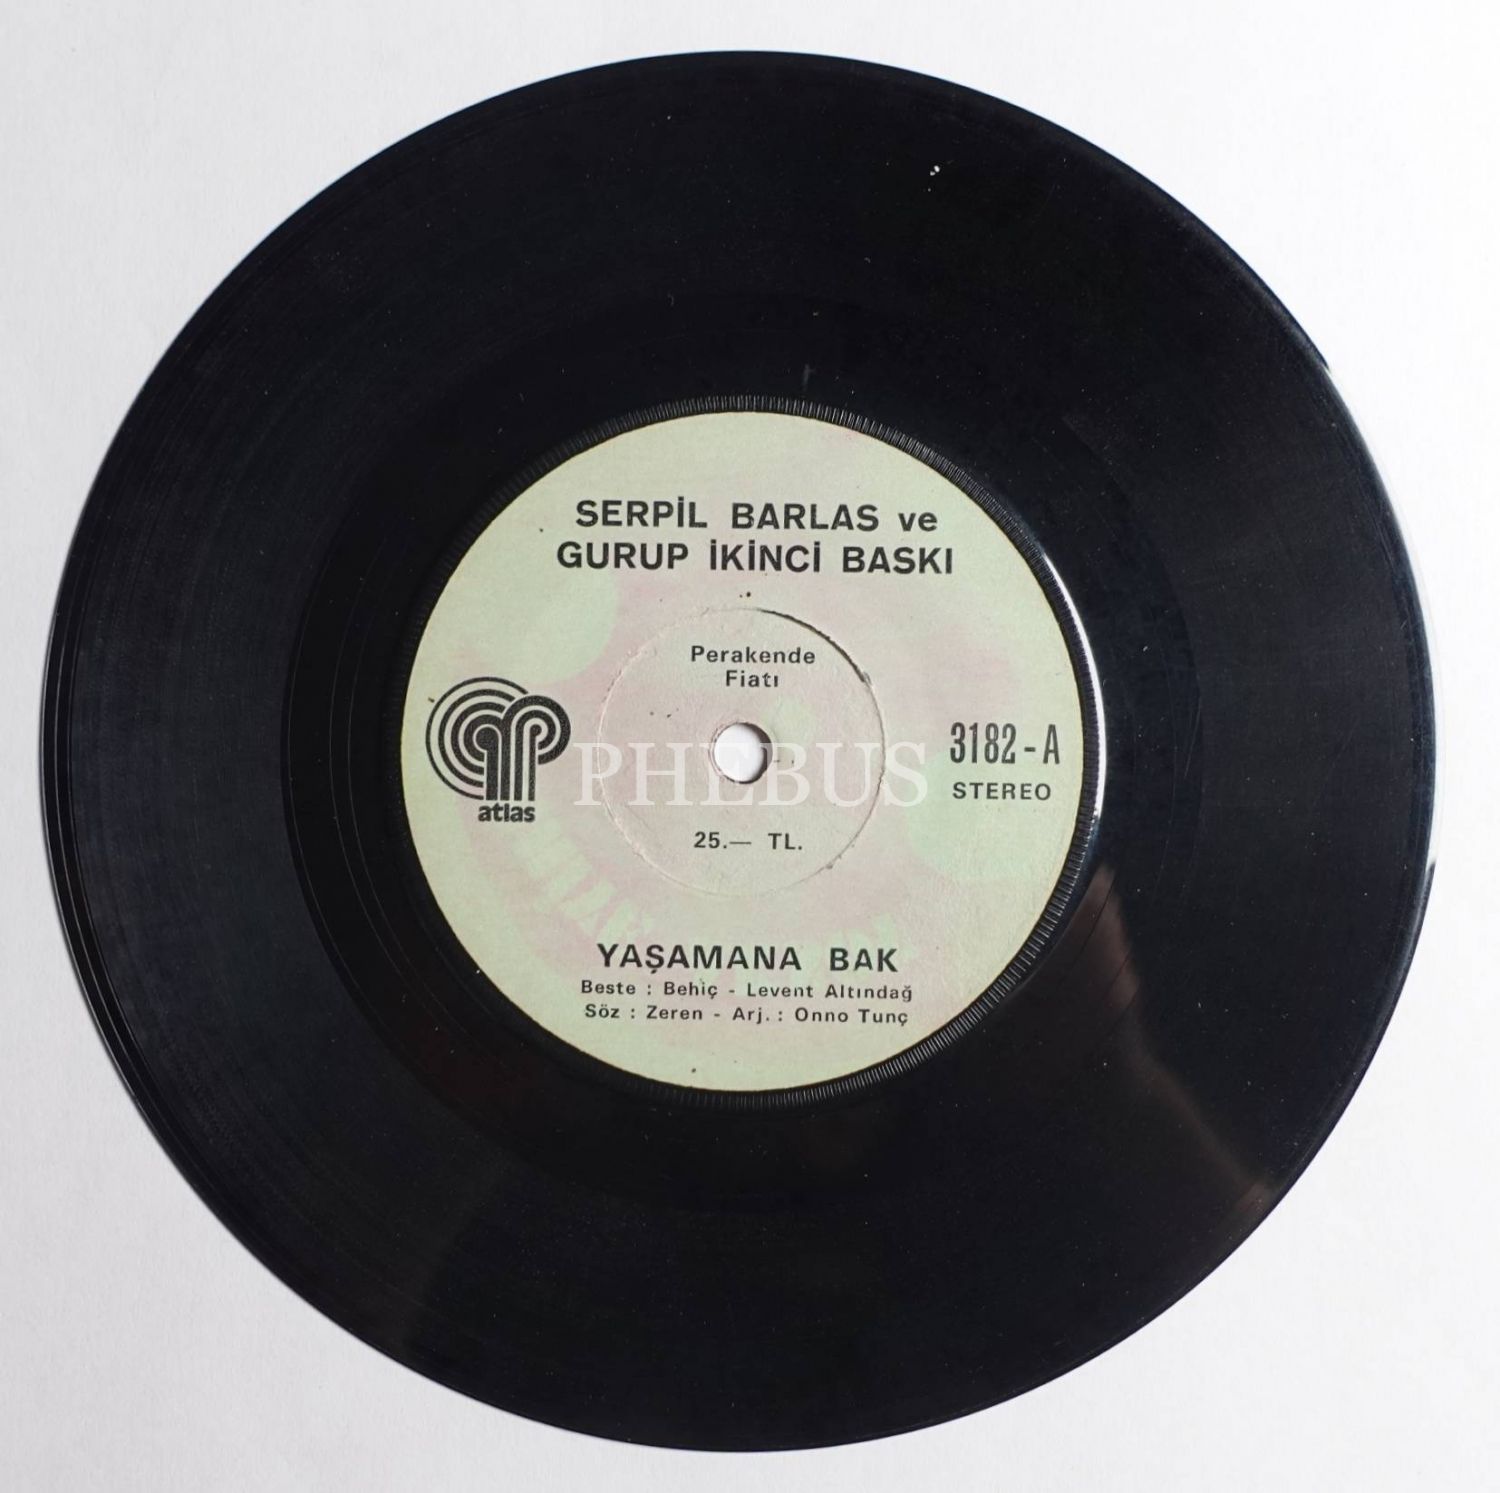 SERPİL BARLAS ve
GURUP İKİNCİ BASKI
Perakende
Fiatı
atlas
PHEBUS
3182-A
STEREO
25.— TL.
YAŞAMANA BAK
Beste : Behiç - Levent Altındağ
Söz : Zeren - Arj. : Onno Tunç